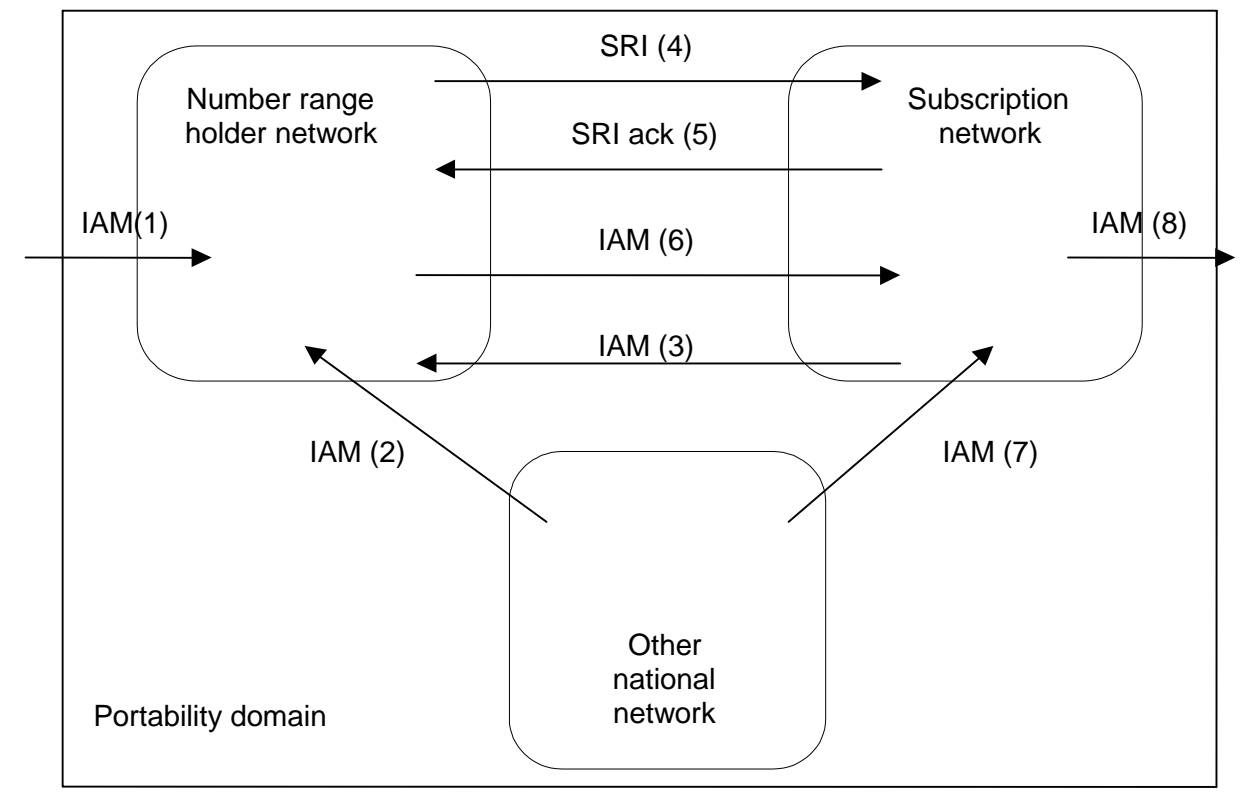 SRI (4)
Number range
holder network
Subscription
network
SRI ack (5)
IAM(1)
IAM (6)
IAM (8)
IAM (3)
IAM (2)
IAM (7)
Other
national
network
Portability domain